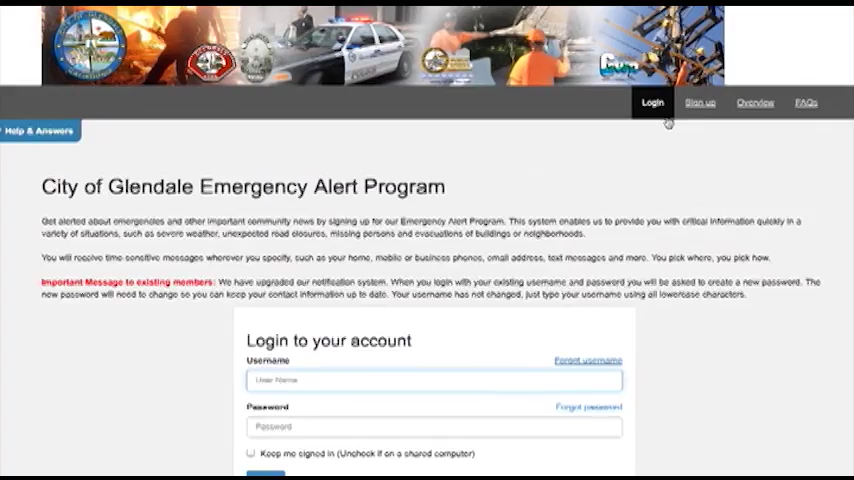 Login
Sign up
Overview
FAQs
Help & Answers
City of Glendale Emergency Alert Program
Get alerted about emergencies and other important community news by signing up for our Emergency Alert Program. This system enables us to provide you with critical information quickly in a
variety of situations, such as severe weather, unexpected road closures, missing persons and evacuations of buildings or neighborhoods.
You will receive time-sensitive messages wherever you specify, such as your home, mobile or business phones, email address, text messages and more. You pick where, you pick how.
Important Message to existing members: We have upgraded our notification system. When you login with your existing username and password you will be asked to create a new password. The
new password will need to change so you can keep your contact information up to date. Your username has not changed, just type your username using all lowercase characters.
Login to your account
Username
Forgot username
User Name
Password
Forgot password
Password
Keep me signed in (Uncheck if on a shared computer)